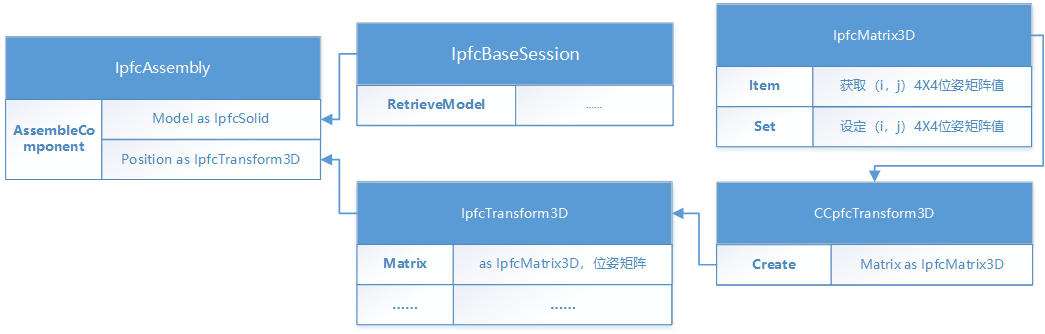 IpfcAssembly
AssembleCo
mponent
Model as IpfcSolid
Position as IpfcTransform3D
IpfcBaseSession
RetrieveModel
......
IpfcMatrix3D
Item
获取（i，j）4X4位姿矩阵值
Set
设定（i，j）4X4位姿矩阵值
IpfcTransform3D
Matrix
as IpfcMatrix3D，位姿矩阵
......
......
CCpfcTransform3D
Create
Matrix as IpfcMatrix3D